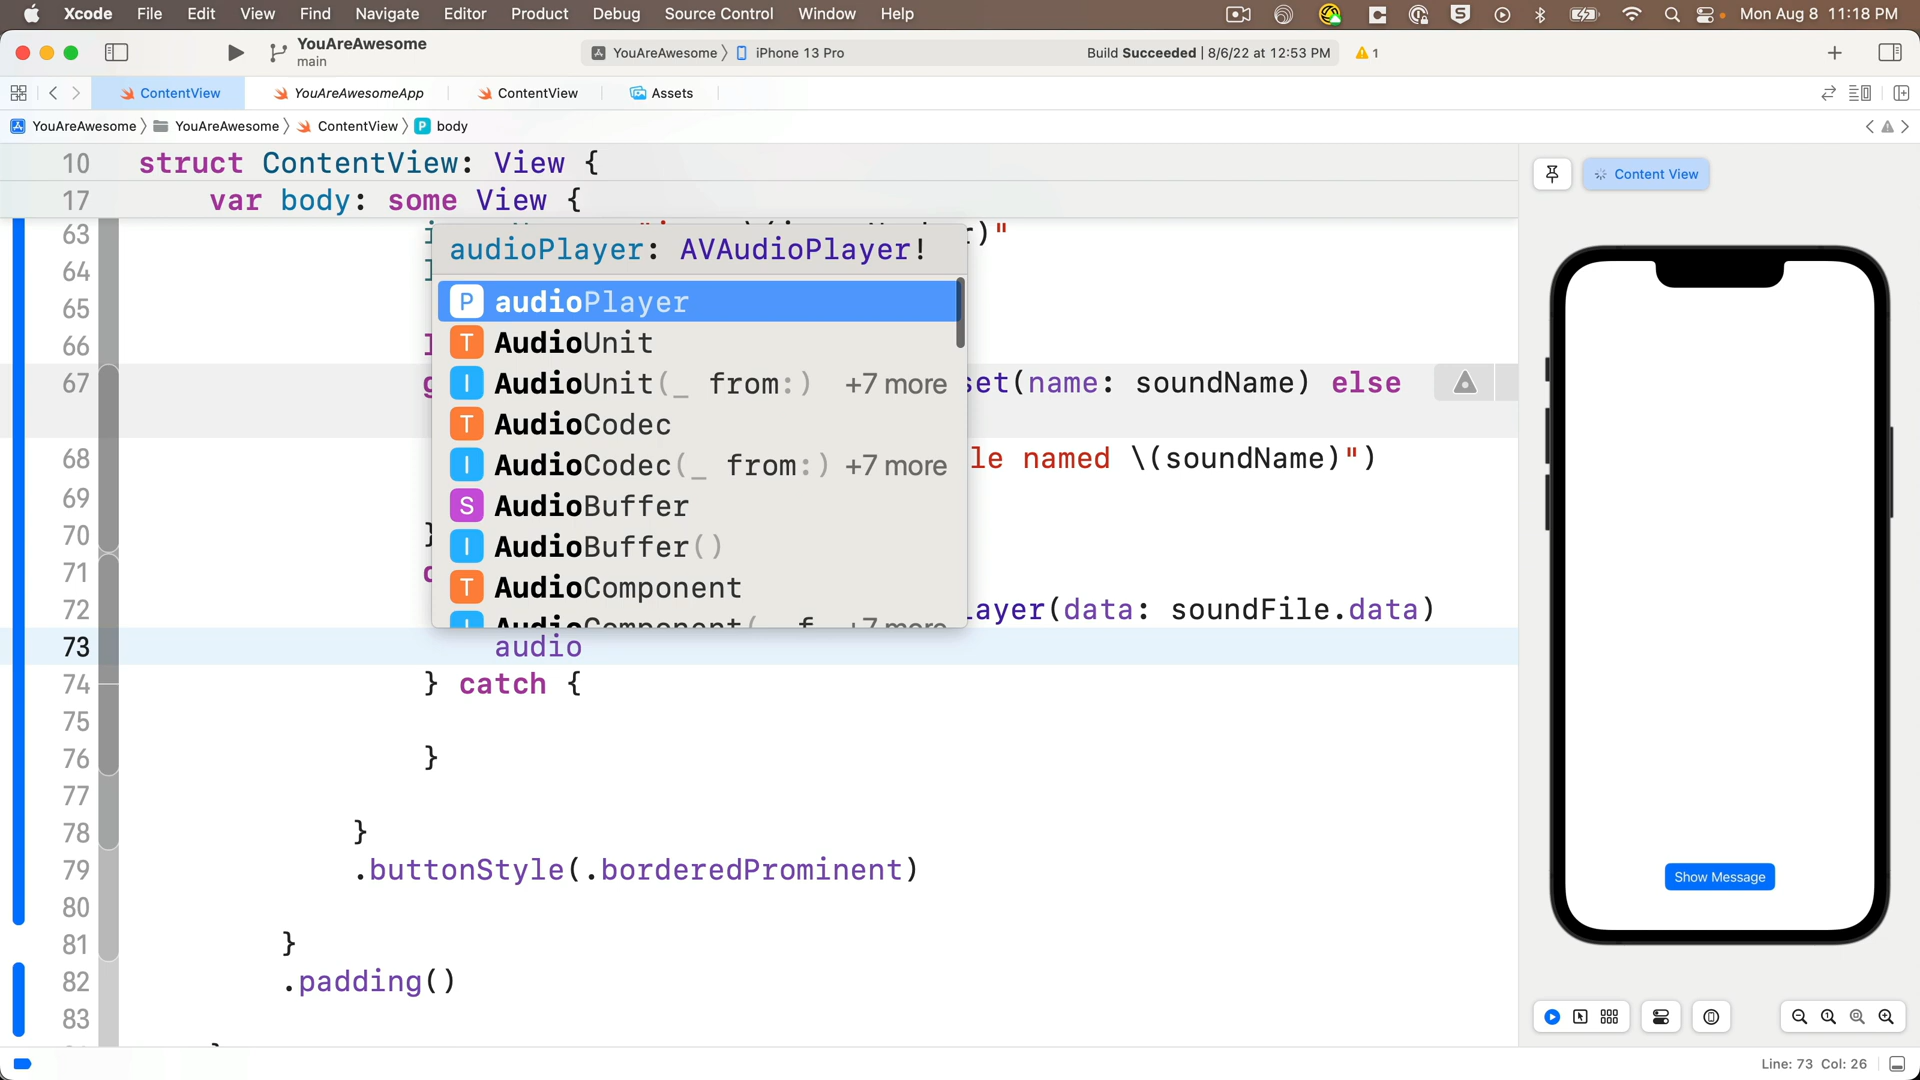 Xcode File Edit View Find Navigate Editor Product Debug Source Control Window Help Mon Aug 8 11:18 PM
YouAreAwesome
main
YouAreAwesome 〉 iPhone 13 Pro Build Succeeded | 8/6/22 at 12:53 PM 1
ContentView YouAreAwesomeApp ContentView Assets
YouAreAwesome 〉 YouAreAwesome 〉 ContentView 〉 P body
10 struct ContentView: View {
17 var body: some View {
Content View
63
audioPlayer: AVAudioPlayer!
64
P audioPlayer
65
T AudioUnit
66
I AudioUnit(_ from:) +7 more
67 set(name: soundName) else
T AudioCodec
68 le named \(soundName)")
I AudioCodec(_ from:) +7 more
69
S AudioBuffer
70 }
I AudioBuffer()
71
T AudioComponent
72 layer(data: soundFile.data)
73 audio
74 } catch {
75
76 }
77
78 }
79 .buttonStyle(.borderedProminent)
80
81 }
82 .padding()
83
Show Message
Line: 73 Col: 26